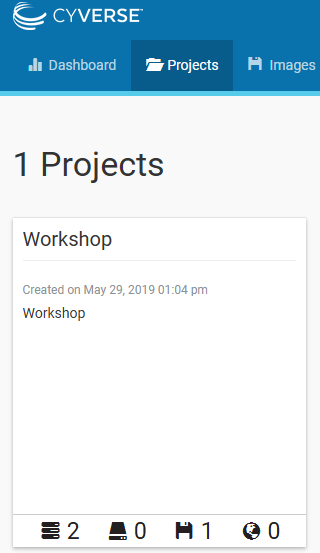 CYVERSE™
Dashboard Projects Images
1 Projects
Workshop
Created on May 29, 2019 01:04 pm
Workshop
2 0 1 0